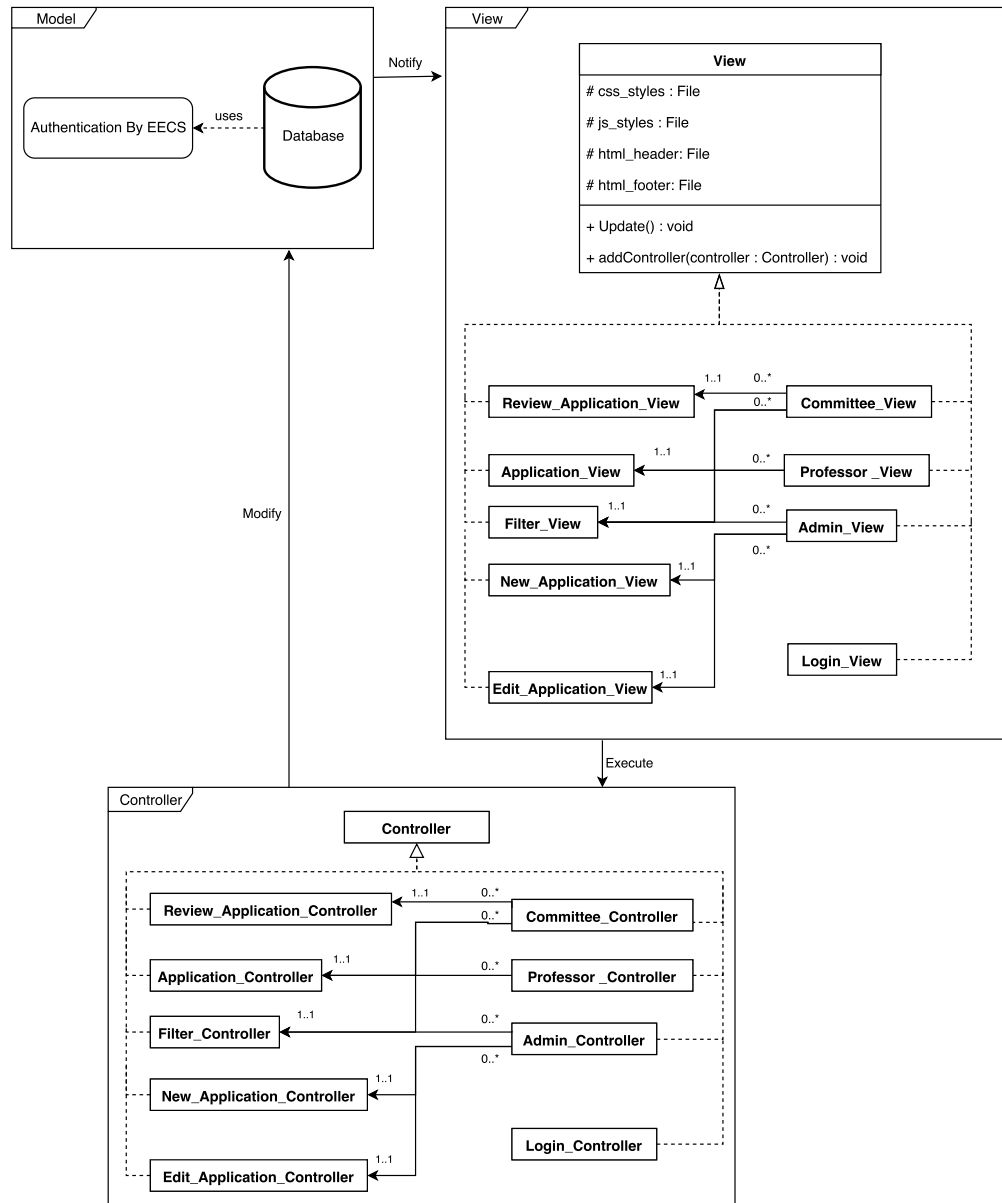 Model
Authentication By EECS
uses
Database
Notify
View
View
# css_styles : File
# js_styles : File
# html_header: File
# html_footer: File
+ Update() : void
+ addController(controller : Controller) : void
Review_Application_View
1..1
0..*
0..*
Committee_View
Application_View
1..1
0..*
Professor _View
Filter_View
1..1
0..*
Admin_View
0..*
New_Application_View
1..1
Login_View
Edit_Application_View
1..1
Modify
Execute
Controller
Controller
Review_Application_Controller
1..1
0..*
0..*
Committee_Controller
Application_Controller
1..1
0..*
Professor _Controller
Filter_Controller
1..1
0..*
Admin_Controller
0..*
New_Application_Controller
1..1
Login_Controller
Edit_Application_Controller
1..1